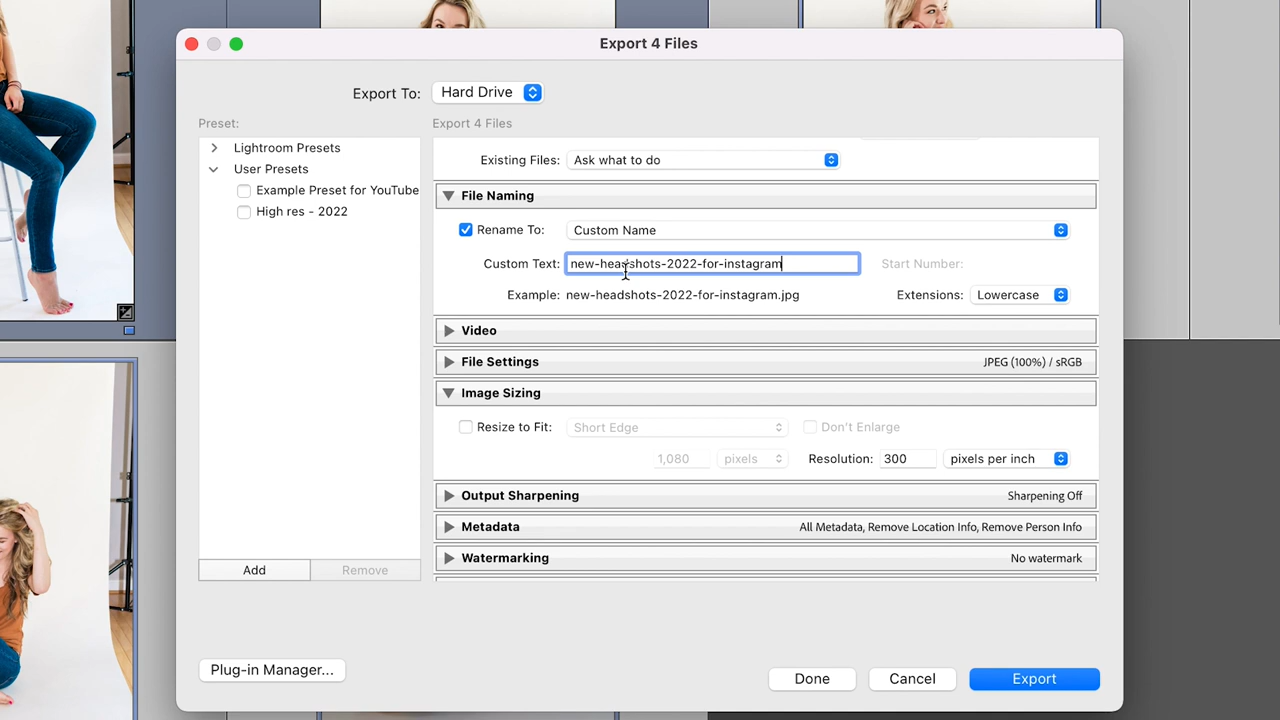 Export 4 Files
Export To: Hard Drive
Preset:
Export 4 Files
Lightroom Presets
User Presets
Example Preset for YouTube
High res - 2022
Add
Remove
Existing Files: Ask what to do
File Naming
Rename To: Custom Name
Custom Text: new-headshots-2022-for-instagram Start Number:
Example: new-headshots-2022-for-instagram.jpg Extensions: Lowercase
Video
File Settings JPEG (100%) / sRGB
Image Sizing
Resize to Fit: Short Edge Don't Enlarge
1,080 pixels Resolution: 300 pixels per inch
Output Sharpening Sharpening Off
Metadata All Metadata, Remove Location Info, Remove Person Info
Watermarking No watermark
Plug-in Manager...
Done Cancel Export